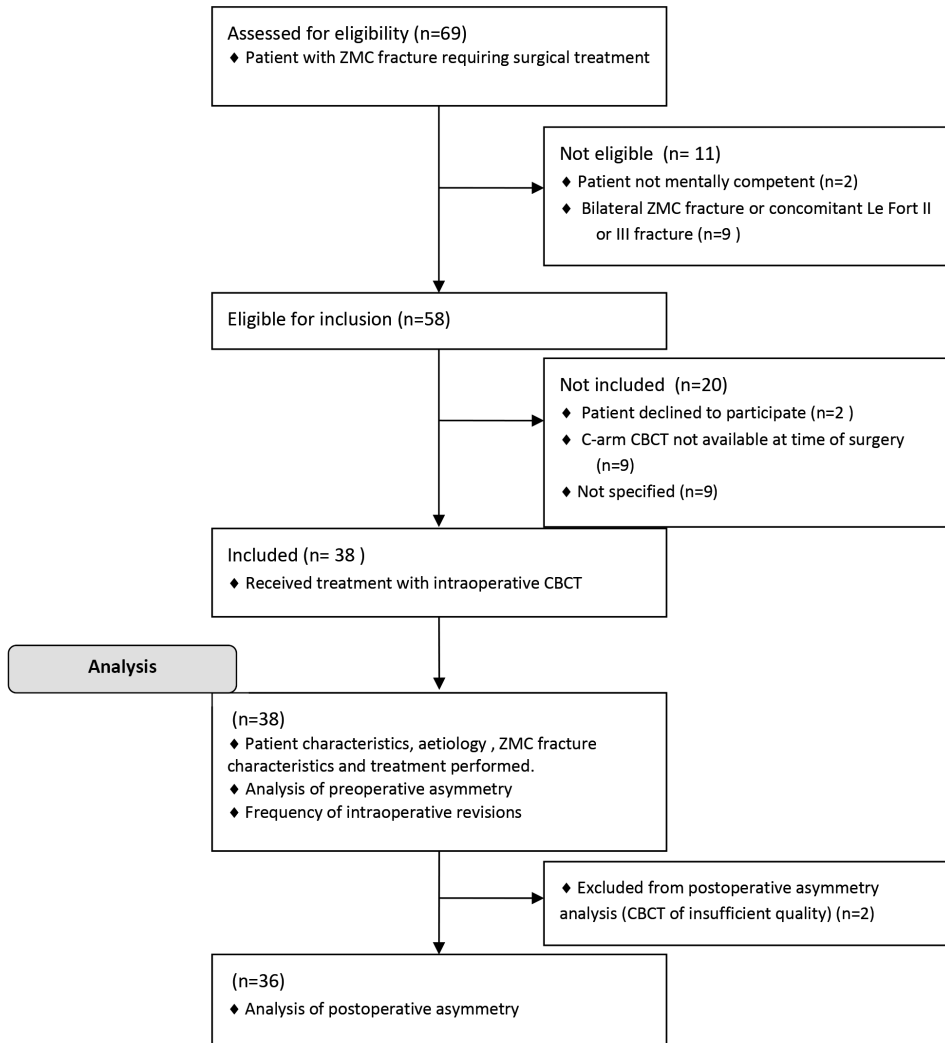 Assessed for eligibility (n=69)
♦ Patient with ZMC fracture requiring surgical treatment
Not eligible (n= 11)
♦ Patient not mentally competent (n=2)
♦ Bilateral ZMC fracture or concomitant Le Fort II
or III fracture (n=9 )
Eligible for inclusion (n=58)
Not included (n=20)
♦ Patient declined to participate (n=2 )
♦ C-arm CBCT not available at time of surgery
(n=9)
♦ Not specified (n=9)
Included (n= 38 )
♦ Received treatment with intraoperative CBCT
Analysis
(n=38)
♦ Patient characteristics, aetiology , ZMC fracture
characteristics and treatment performed.
♦ Analysis of preoperative asymmetry
♦ Frequency of intraoperative revisions
♦ Excluded from postoperative asymmetry
analysis (CBCT of insufficient quality) (n=2)
(n=36)
♦ Analysis of postoperative asymmetry